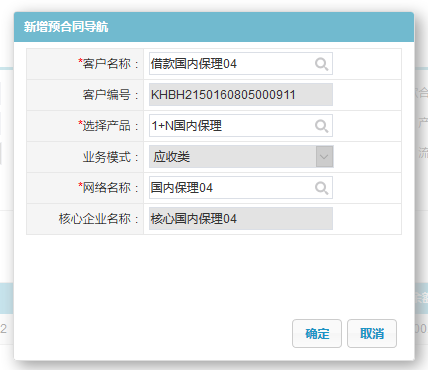 新增预合同导航
*客户名称： 借款国内保理04
客户编号： KHBH2150160805000911
*选择产品： 1+N国内保理
业务模式： 应收类
*网络名称： 国内保理04
核心企业名称： 核心国内保理04
确定 取消